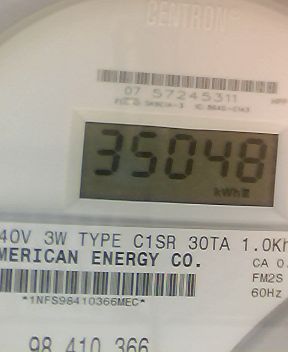 CENTRON®
07 57245311
35048
kWh
40V 3W TYPE C1SR 30TA 1.0Kh
MERICAN ENERGY CO.
CA 0.
FM2S
*1NFS98410366MEC*
60Hz
98 410 366